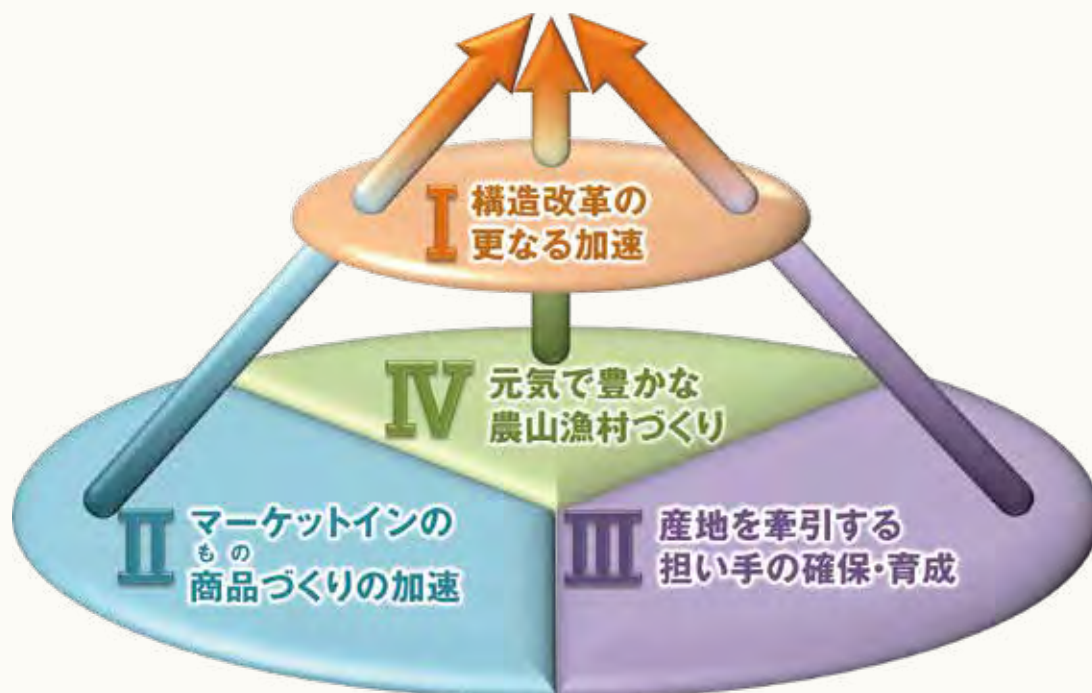 I 構造改革の
更なる加速
IV 元気で豊かな
農山漁村づくり
II マーケットインの
もの
商品づくりの加速
III 産地を牽引する
担い手の確保・育成